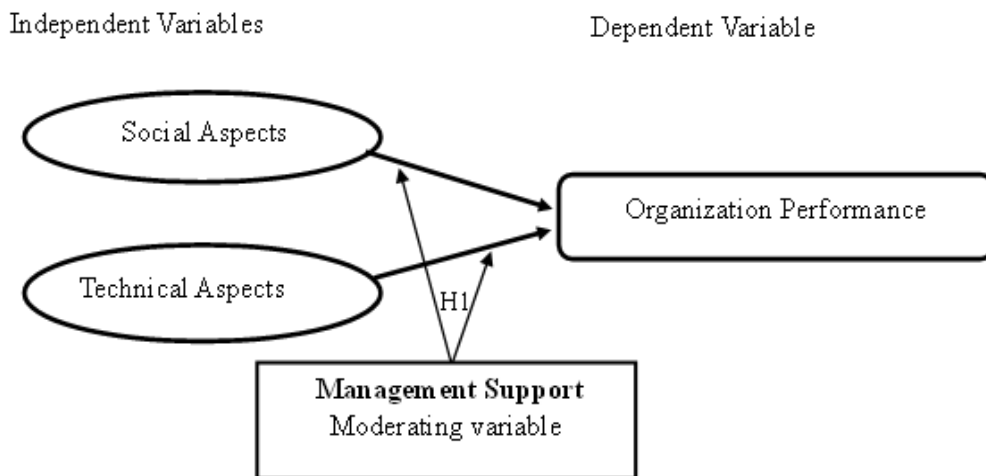 Independent Variables
Dependent Variable
Social Aspects
Organization Performance
Technical Aspects
H1
Management Support
Moderating variable